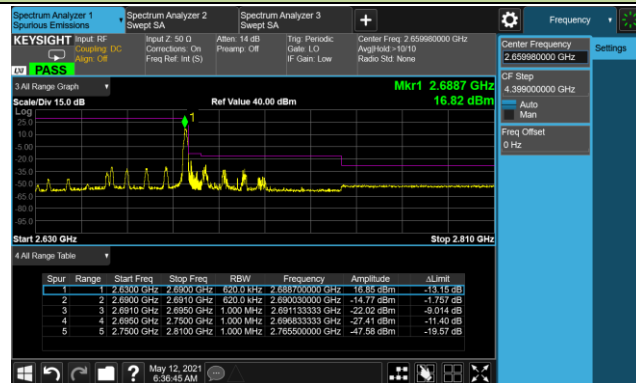 Spectrum Analyzer 1
Spurious Emissions
Spectrum Analyzer 2
Swept SA
Spectrum Analyzer 3
Swept SA
Frequency
KEYSIGHT
Input: RF
Coupling: DC
Align: Off
Input Z: 50 Ω
Corrections: On
Freq Ref: Int (S)
Atten: 14 dB
Preamp: Off
Trig: Periodic
Gate: LO
IF Gain: Low
Center Freq: 2.659980000 GHz
Avg|Hold:>10/10
Radio Std: None
LXI PASS
Center Frequency
2.659980000 GHz
Settings
CF Step
4.399000000 GHz
Auto
Man
Freq Offset
0 Hz
3 All Range Graph
Mkr1 2.6887 GHz
Scale/Div 15.0 dB
Ref Value 40.00 dBm
16.82 dBm
Log
25.0
10.0
-5.00
-20.0
-35.0
-50.0
-65.0
-80.0
-95.0
1
Start 2.630 GHz
Stop 2.810 GHz
4 All Range Table
Spur Range Start Freq Stop Freq RBW Frequency Amplitude ΔLimit
1 1 2.6300 GHz 2.6900 GHz 620.0 kHz 2.688700000 GHz 16.85 dBm -13.15 dB
2 2 2.6900 GHz 2.6910 GHz 620.0 kHz 2.690030000 GHz -14.77 dBm -1.757 dB
3 3 2.6910 GHz 2.6950 GHz 1.000 MHz 2.691133333 GHz -22.02 dBm -9.014 dB
4 4 2.6950 GHz 2.7500 GHz 1.000 MHz 2.696833333 GHz -27.41 dBm -11.40 dB
5 5 2.7500 GHz 2.8100 GHz 1.000 MHz 2.765500000 GHz -47.58 dBm -19.57 dB
May 12, 2021
6:36:45 AM